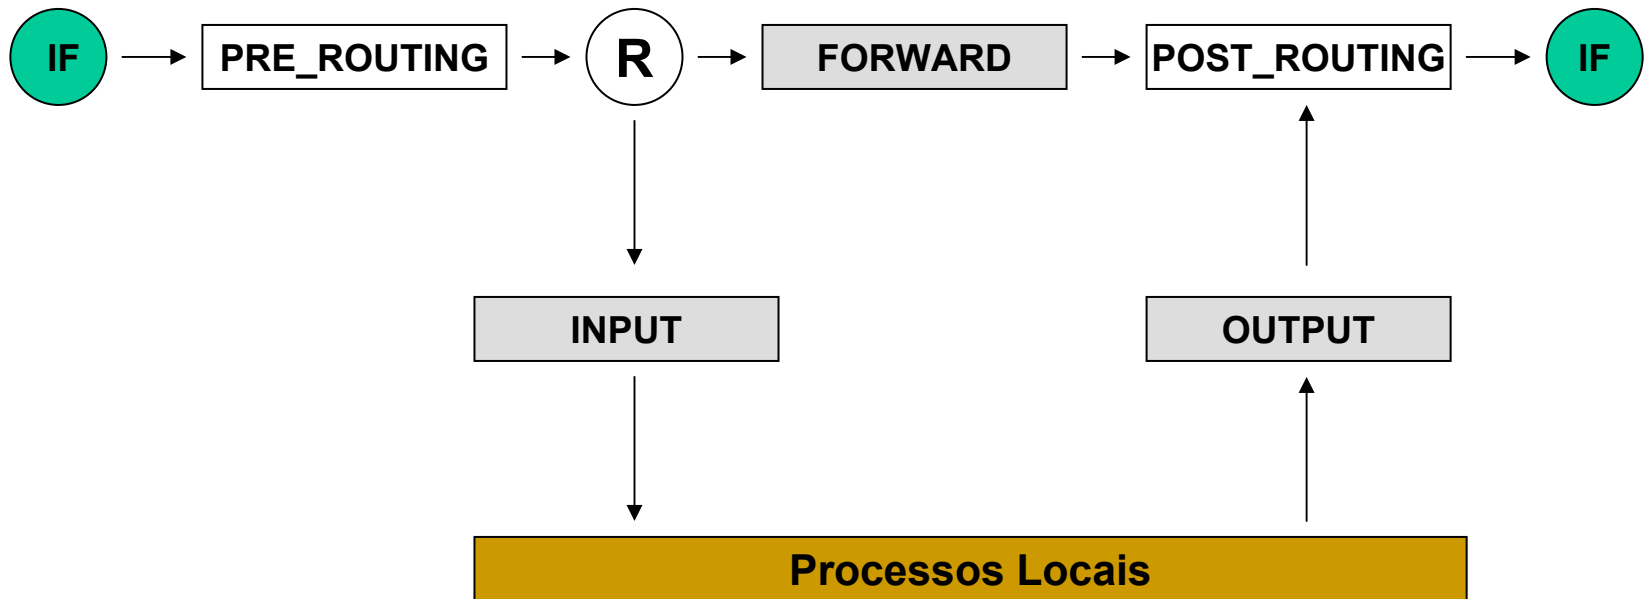 IF
PRE_ROUTING
R
FORWARD
POST_ROUTING
IF
INPUT
OUTPUT
Processos Locais